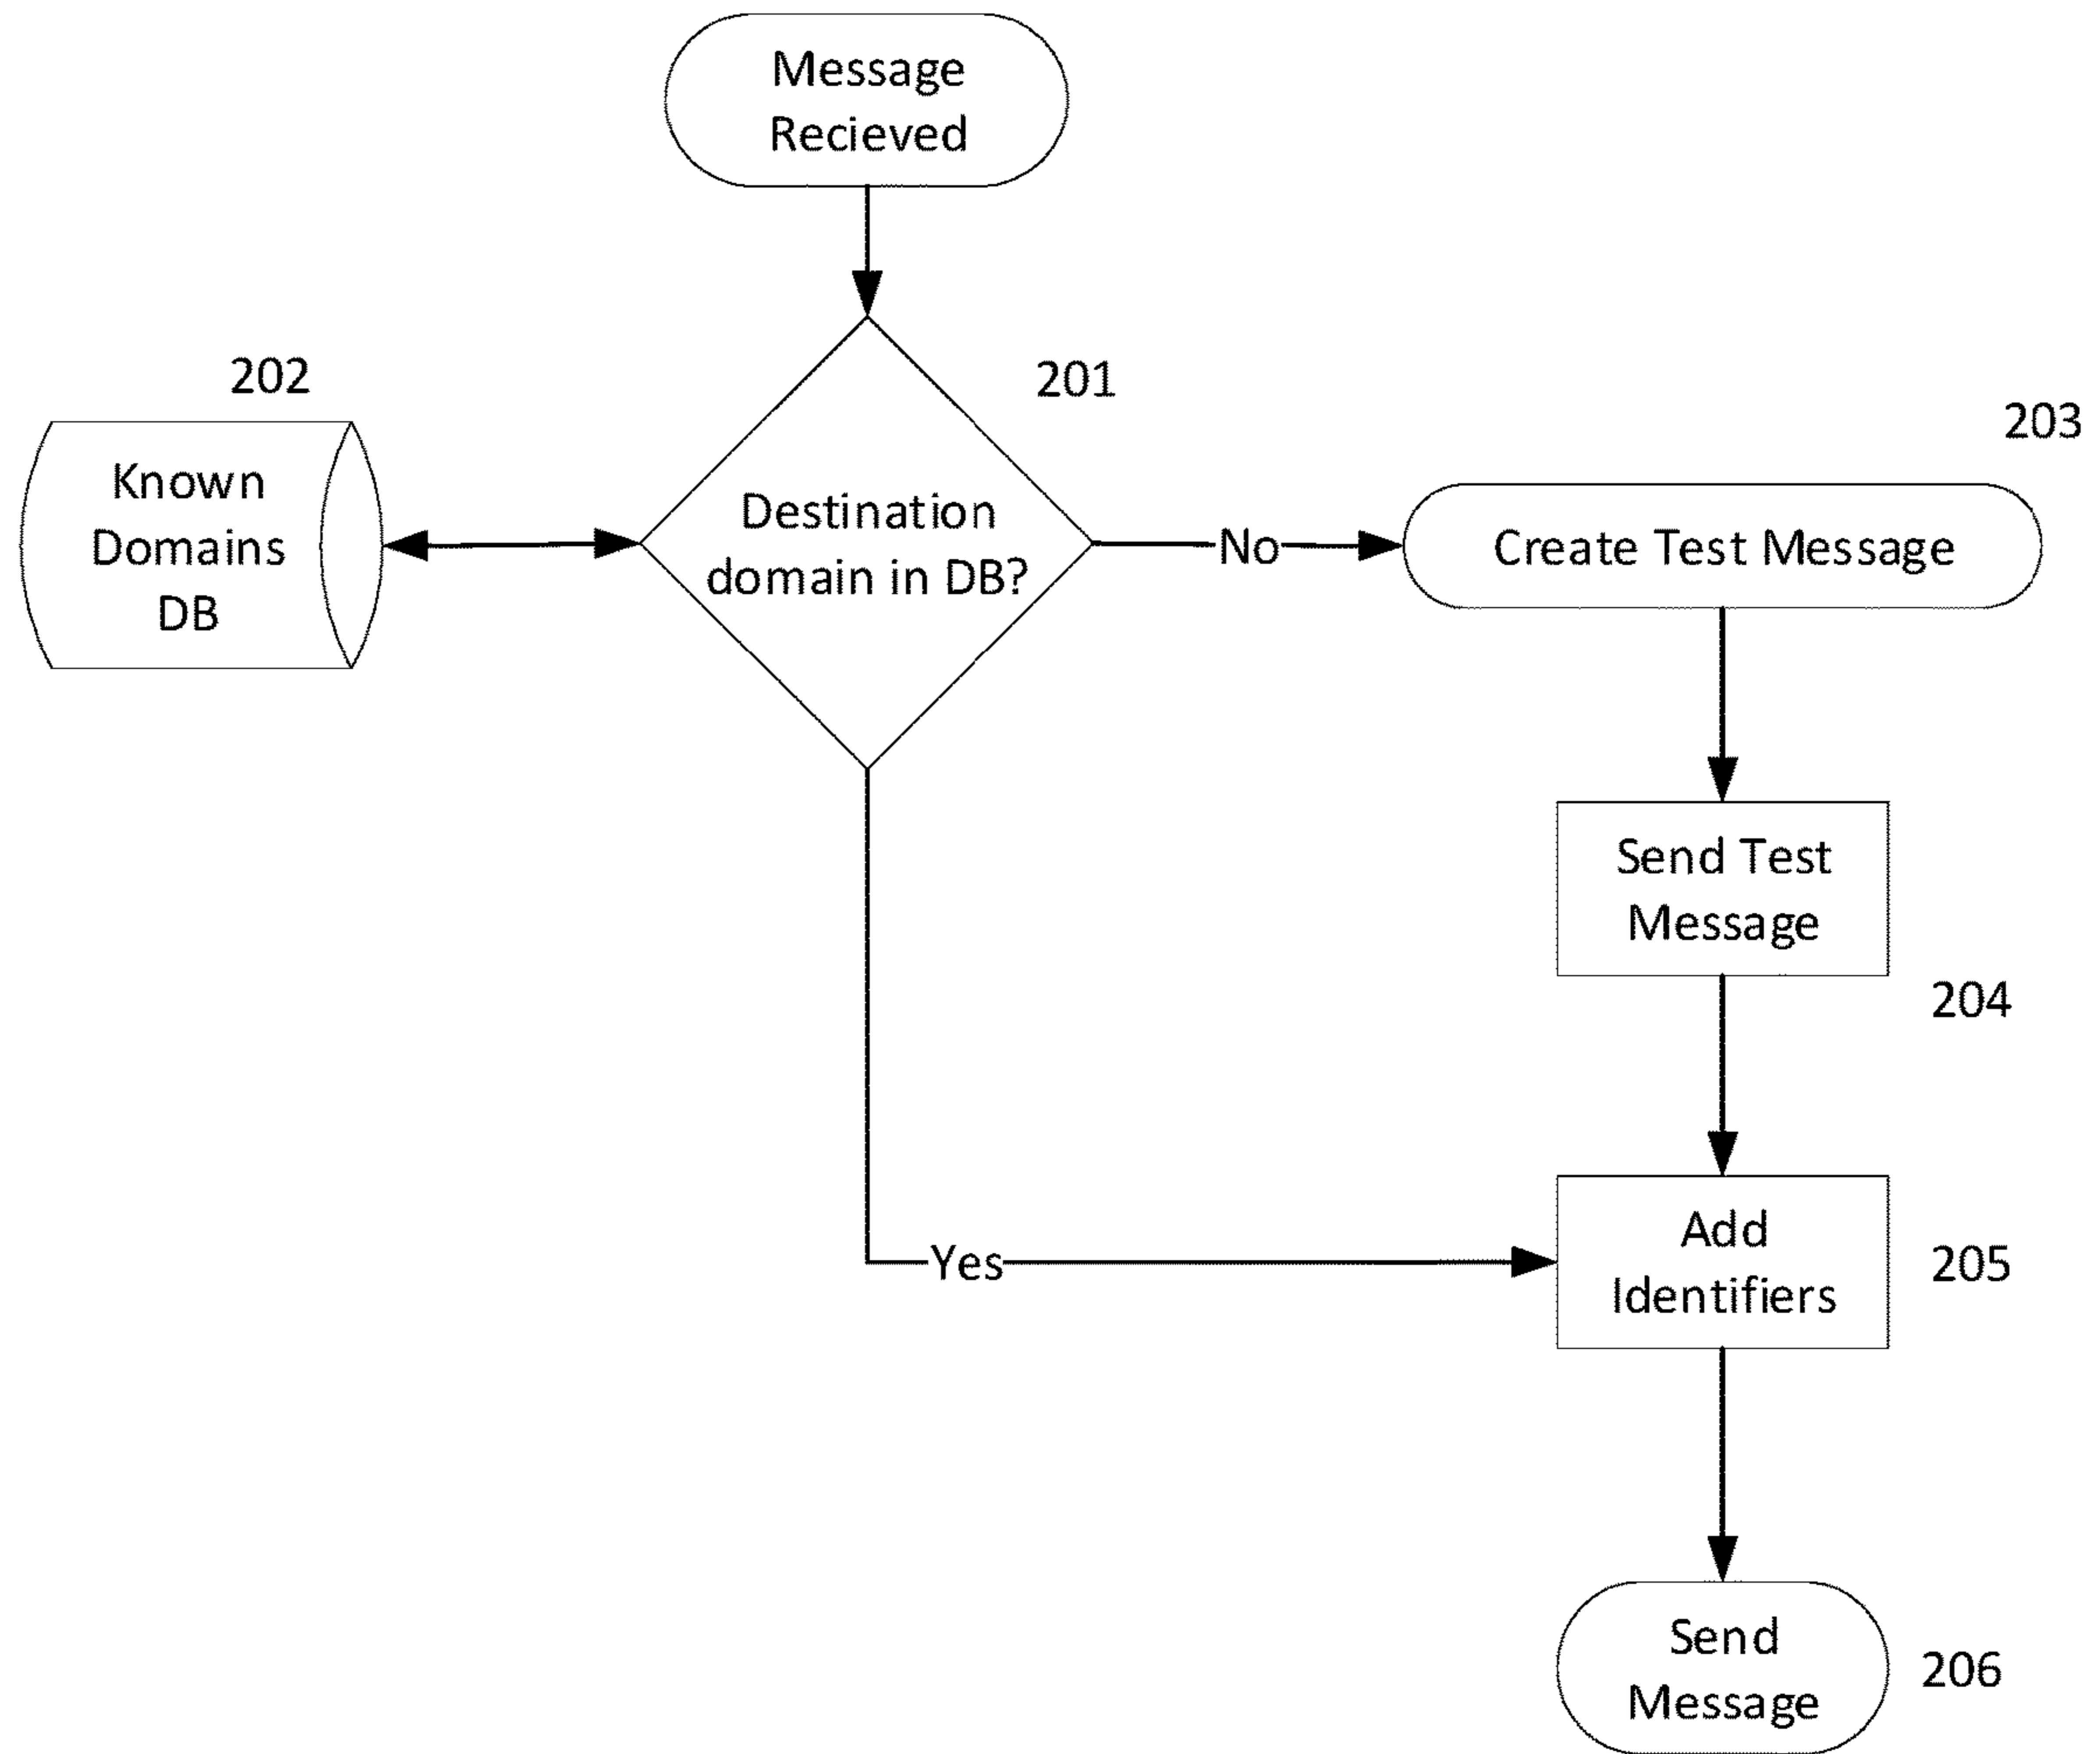 Message
Recieved
202
201
203
Known
Domains
DB
Destination
domain in DB?
No
Create Test Message
Send Test
Message
204
Yes
Add
Identifiers
205
Send
Message
206